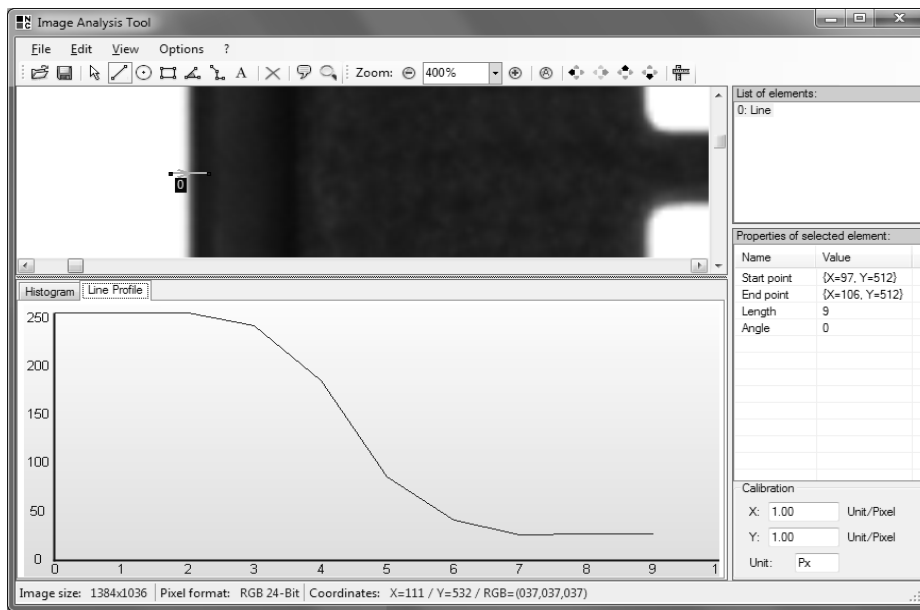 NC Image Analysis Tool
File Edit View Options ?
A Zoom: 400%
0
List of elements:
0: Line
Properties of selected element:
Name Value
Start point {X=97, Y=512}
End point {X=106, Y=512}
Length 9
Angle 0
Histogram Line Profile
250
200
150
100
50
0
0 1 2 3 4 5 6 7 8 9 1
Calibration
X: 1.00 Unit/Pixel
Y: 1.00 Unit/Pixel
Unit: Px
Image size: 1384x1036 Pixel format: RGB 24-Bit Coordinates: X=111 / Y=532 / RGB=(037,037,037)